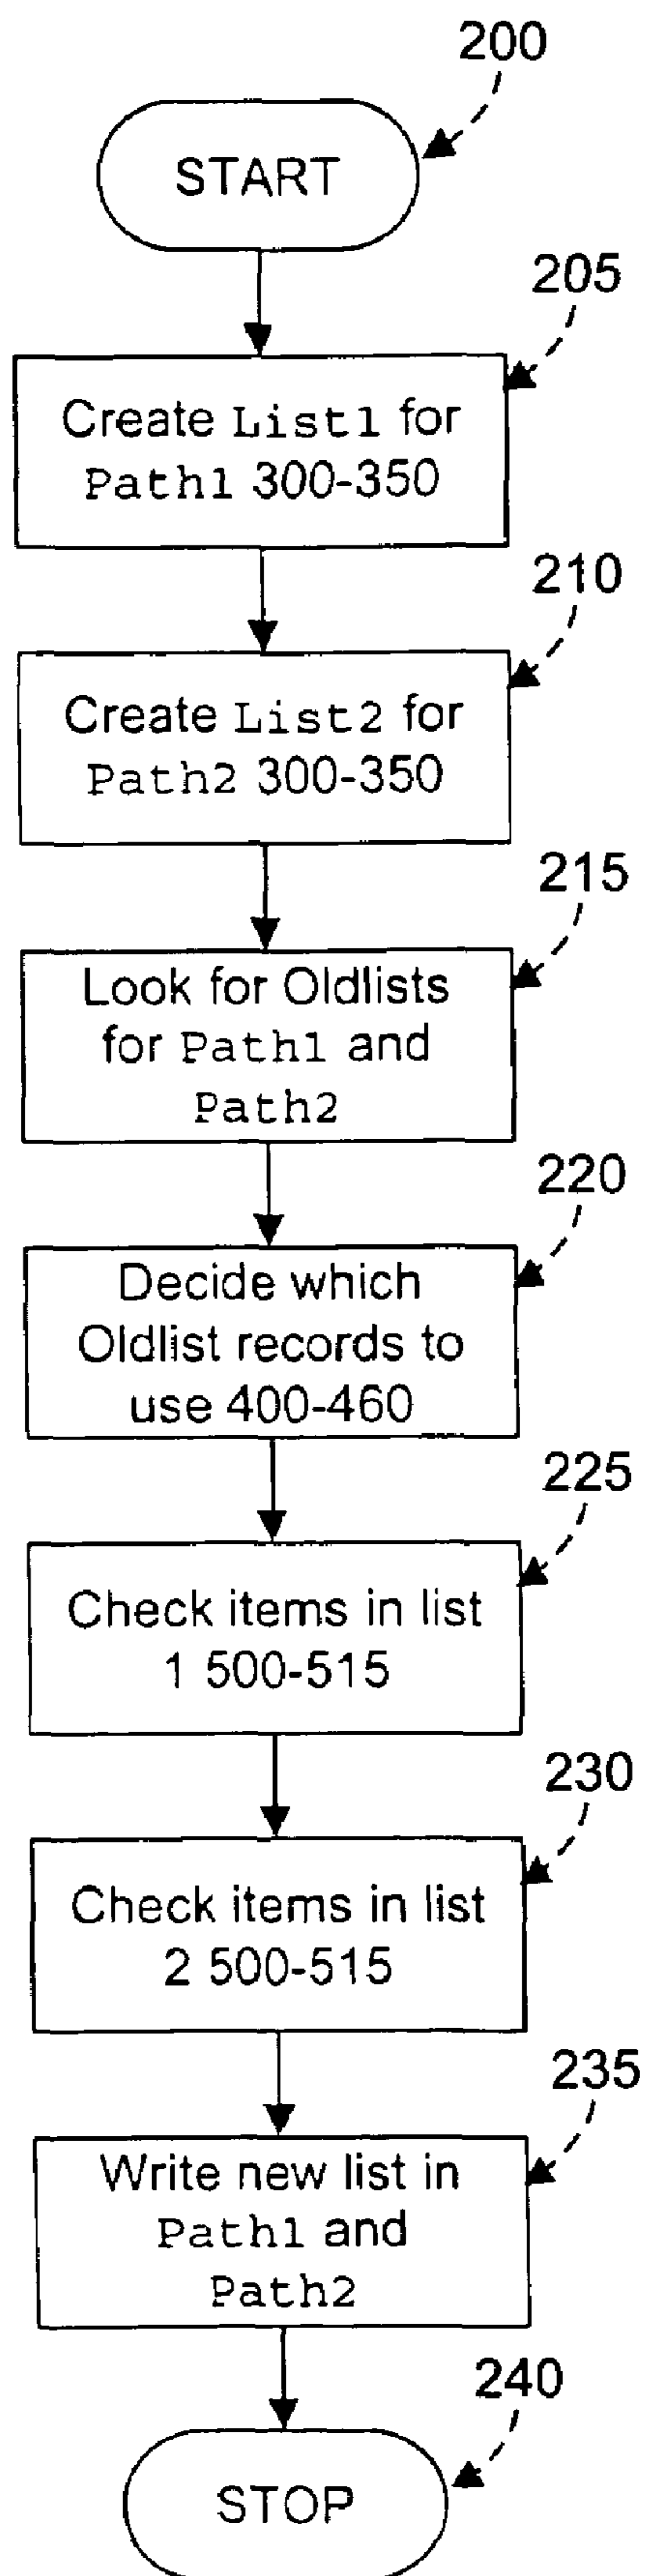 200
START
205
Create List1 for
Path1 300-350
210
Create List2 for
Path2 300-350
215
Look for Oldlists
for Path1 and
Path2
220
Decide which
Oldlist records to
use 400-460
225
Check items in list
1 500-515
230
Check items in list
2 500-515
235
Write new list in
Path1 and
Path2
240
STOP